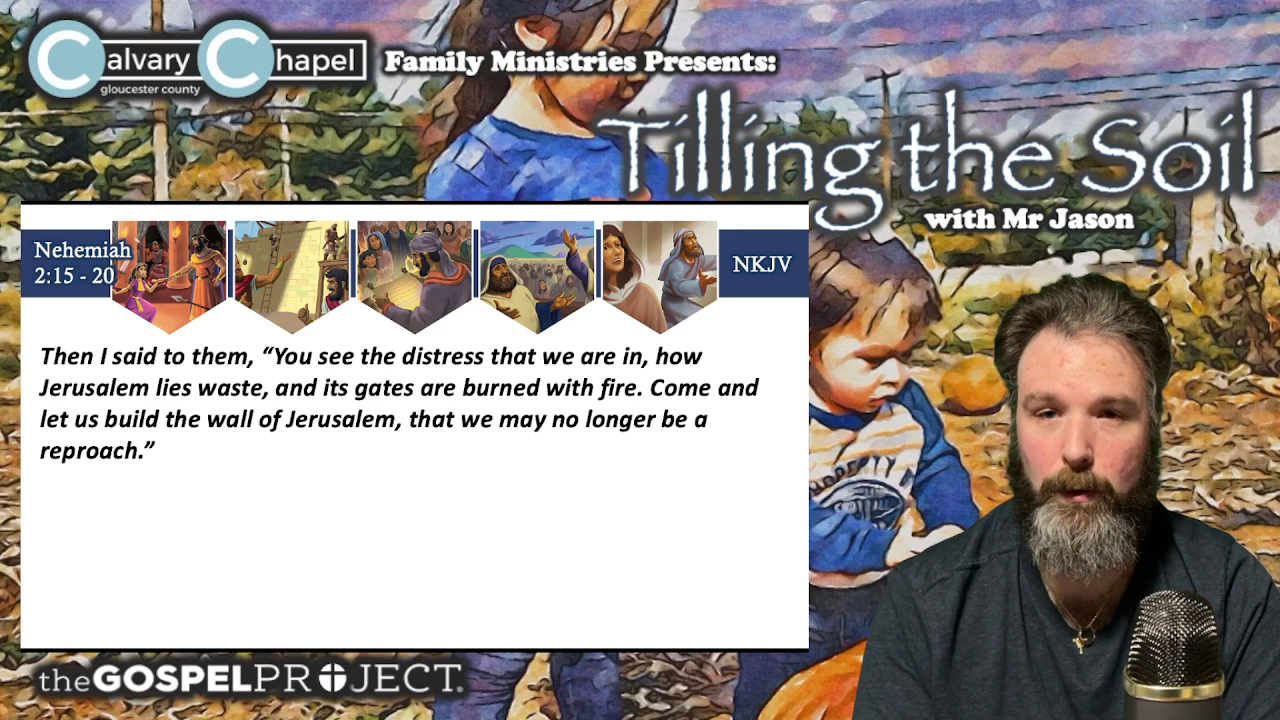 Calvary Chapel
gloucester county
Family Ministries Presents:
Tilling the Soil
with Mr Jason
Nehemiah
2:15 - 20
NKJV
Then I said to them, “You see the distress that we are in, how
Jerusalem lies waste, and its gates are burned with fire. Come and
let us build the wall of Jerusalem, that we may no longer be a
reproach.”
theGOSPELPROJECT®